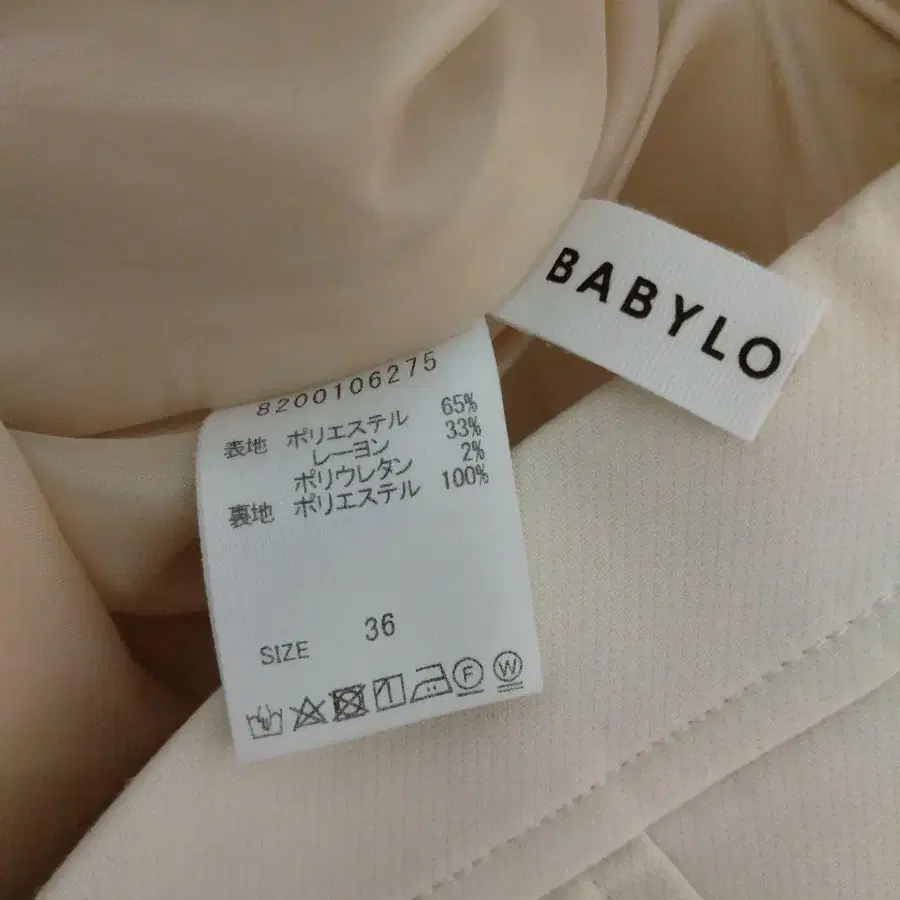 BABYLO
8200106275
表地 ポリエステル 65%
レーヨン 33%
ポリウレタン 2%
裏地 ポリエステル 100%
SIZE 36
F W